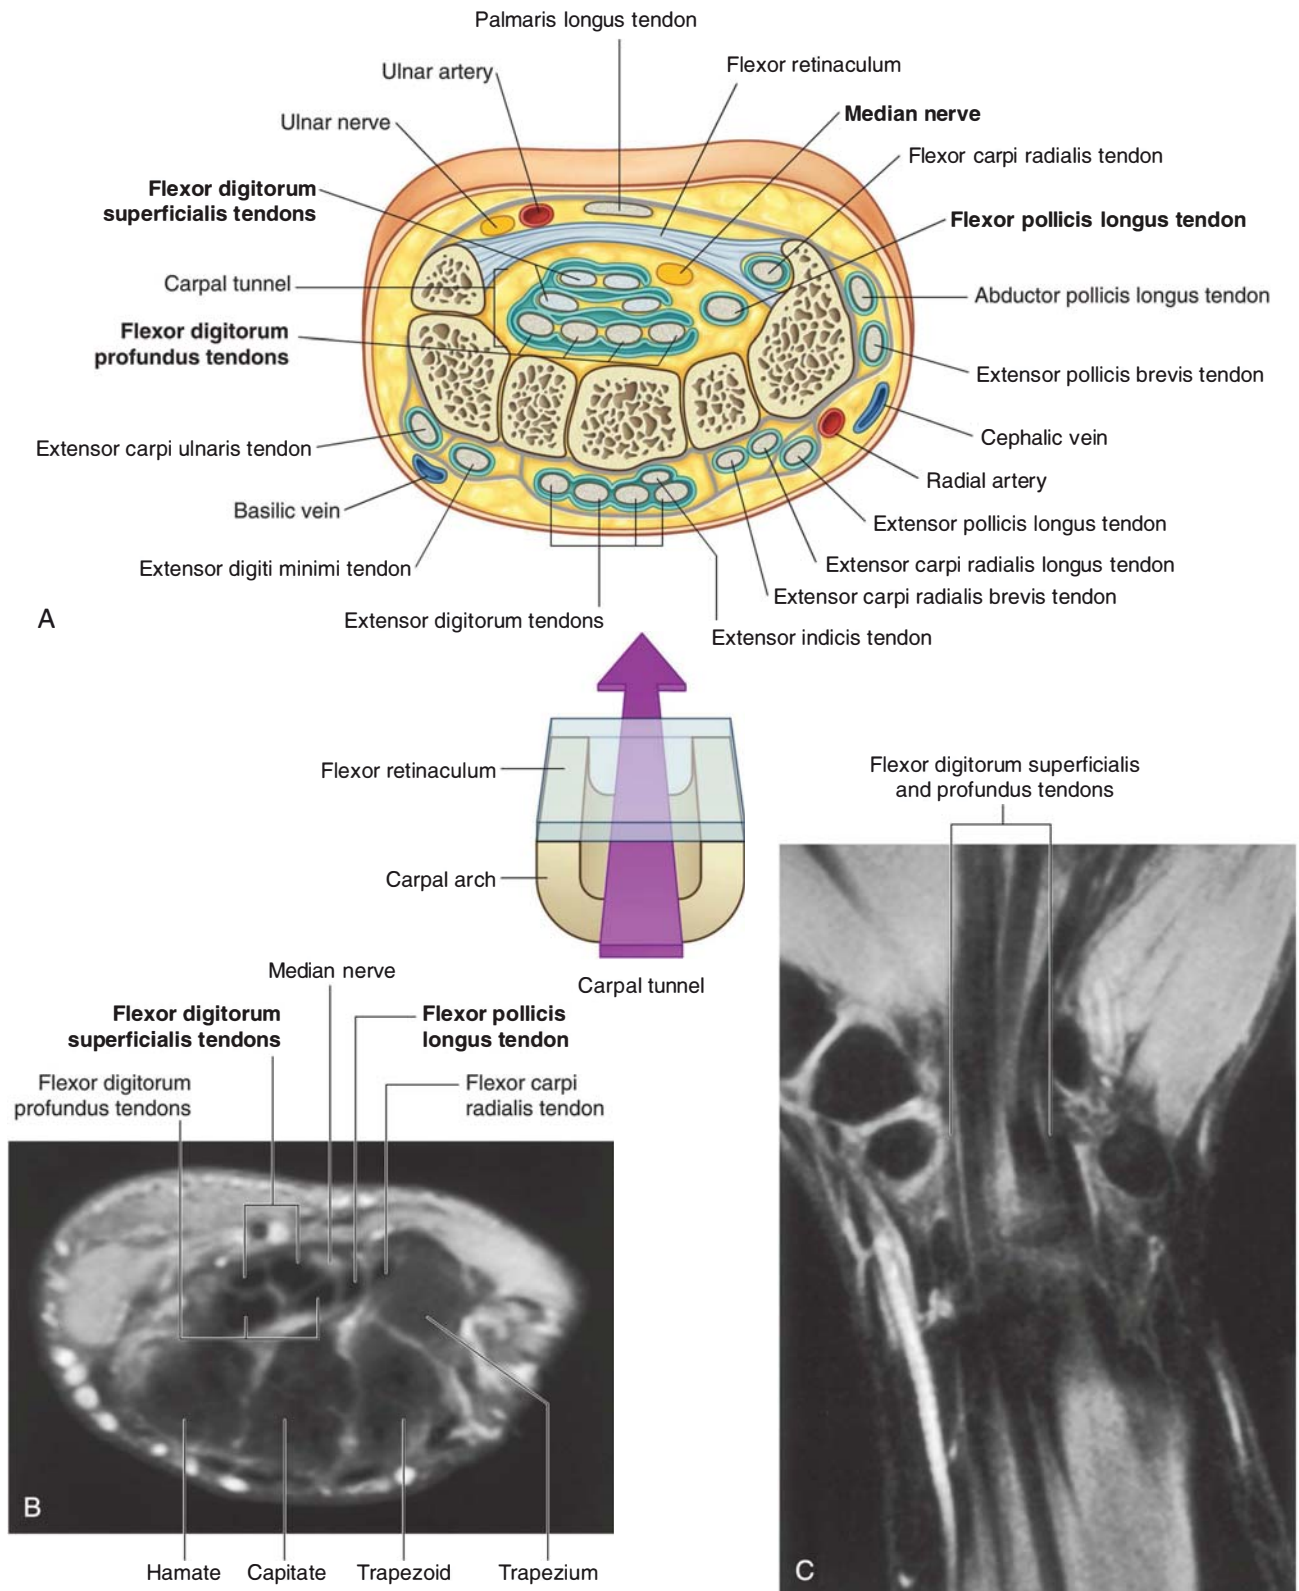 Palmaris longus tendon
Ulnar artery
Flexor retinaculum
Ulnar nerve
Median nerve
Flexor carpi radialis tendon
Flexor digitorum
superficialis tendons
Flexor pollicis longus tendon
Carpal tunnel
Abductor pollicis longus tendon
Flexor digitorum
profundus tendons
Extensor pollicis brevis tendon
Extensor carpi ulnaris tendon
Cephalic vein
Radial artery
Basilic vein
Extensor pollicis longus tendon
Extensor digiti minimi tendon
Extensor carpi radialis longus tendon
Extensor carpi radialis brevis tendon
A
Extensor digitorum tendons
Extensor indicis tendon
Flexor retinaculum
Carpal arch
Carpal tunnel
Flexor digitorum superficialis
and profundus tendons
Median nerve
Flexor digitorum
superficialis tendons
Flexor pollicis
longus tendon
Flexor digitorum
profundus tendons
Flexor carpi
radialis tendon
B
Hamate
Capitate
Trapezoid
Trapezium
C